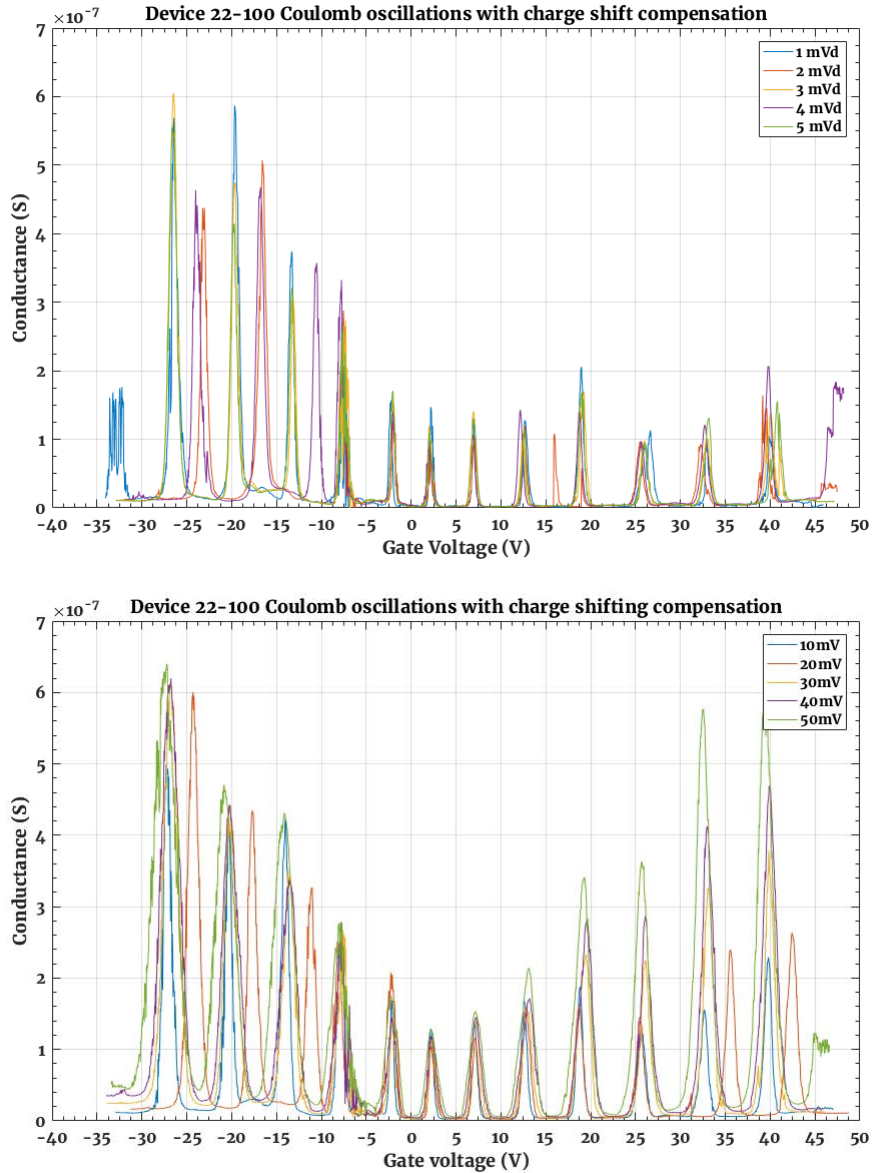 Device 22-100 Coulomb oscillations with charge shift compensation
×10⁻⁷
7
6
5
4
3
2
1
0
Conductance (S)
1 mVd
2 mVd
3 mVd
4 mVd
5 mVd
-40 -35 -30 -25 -20 -15 -10 -5 0 5 10 15 20 25 30 35 40 45 50
Gate Voltage (V)
Device 22-100 Coulomb oscillations with charge shifting compensation
×10⁻⁷
7
6
5
4
3
2
1
0
Conductance (S)
10mV
20mV
30mV
40mV
50mV
-40 -35 -30 -25 -20 -15 -10 -5 0 5 10 15 20 25 30 35 40 45 50
Gate voltage (V)